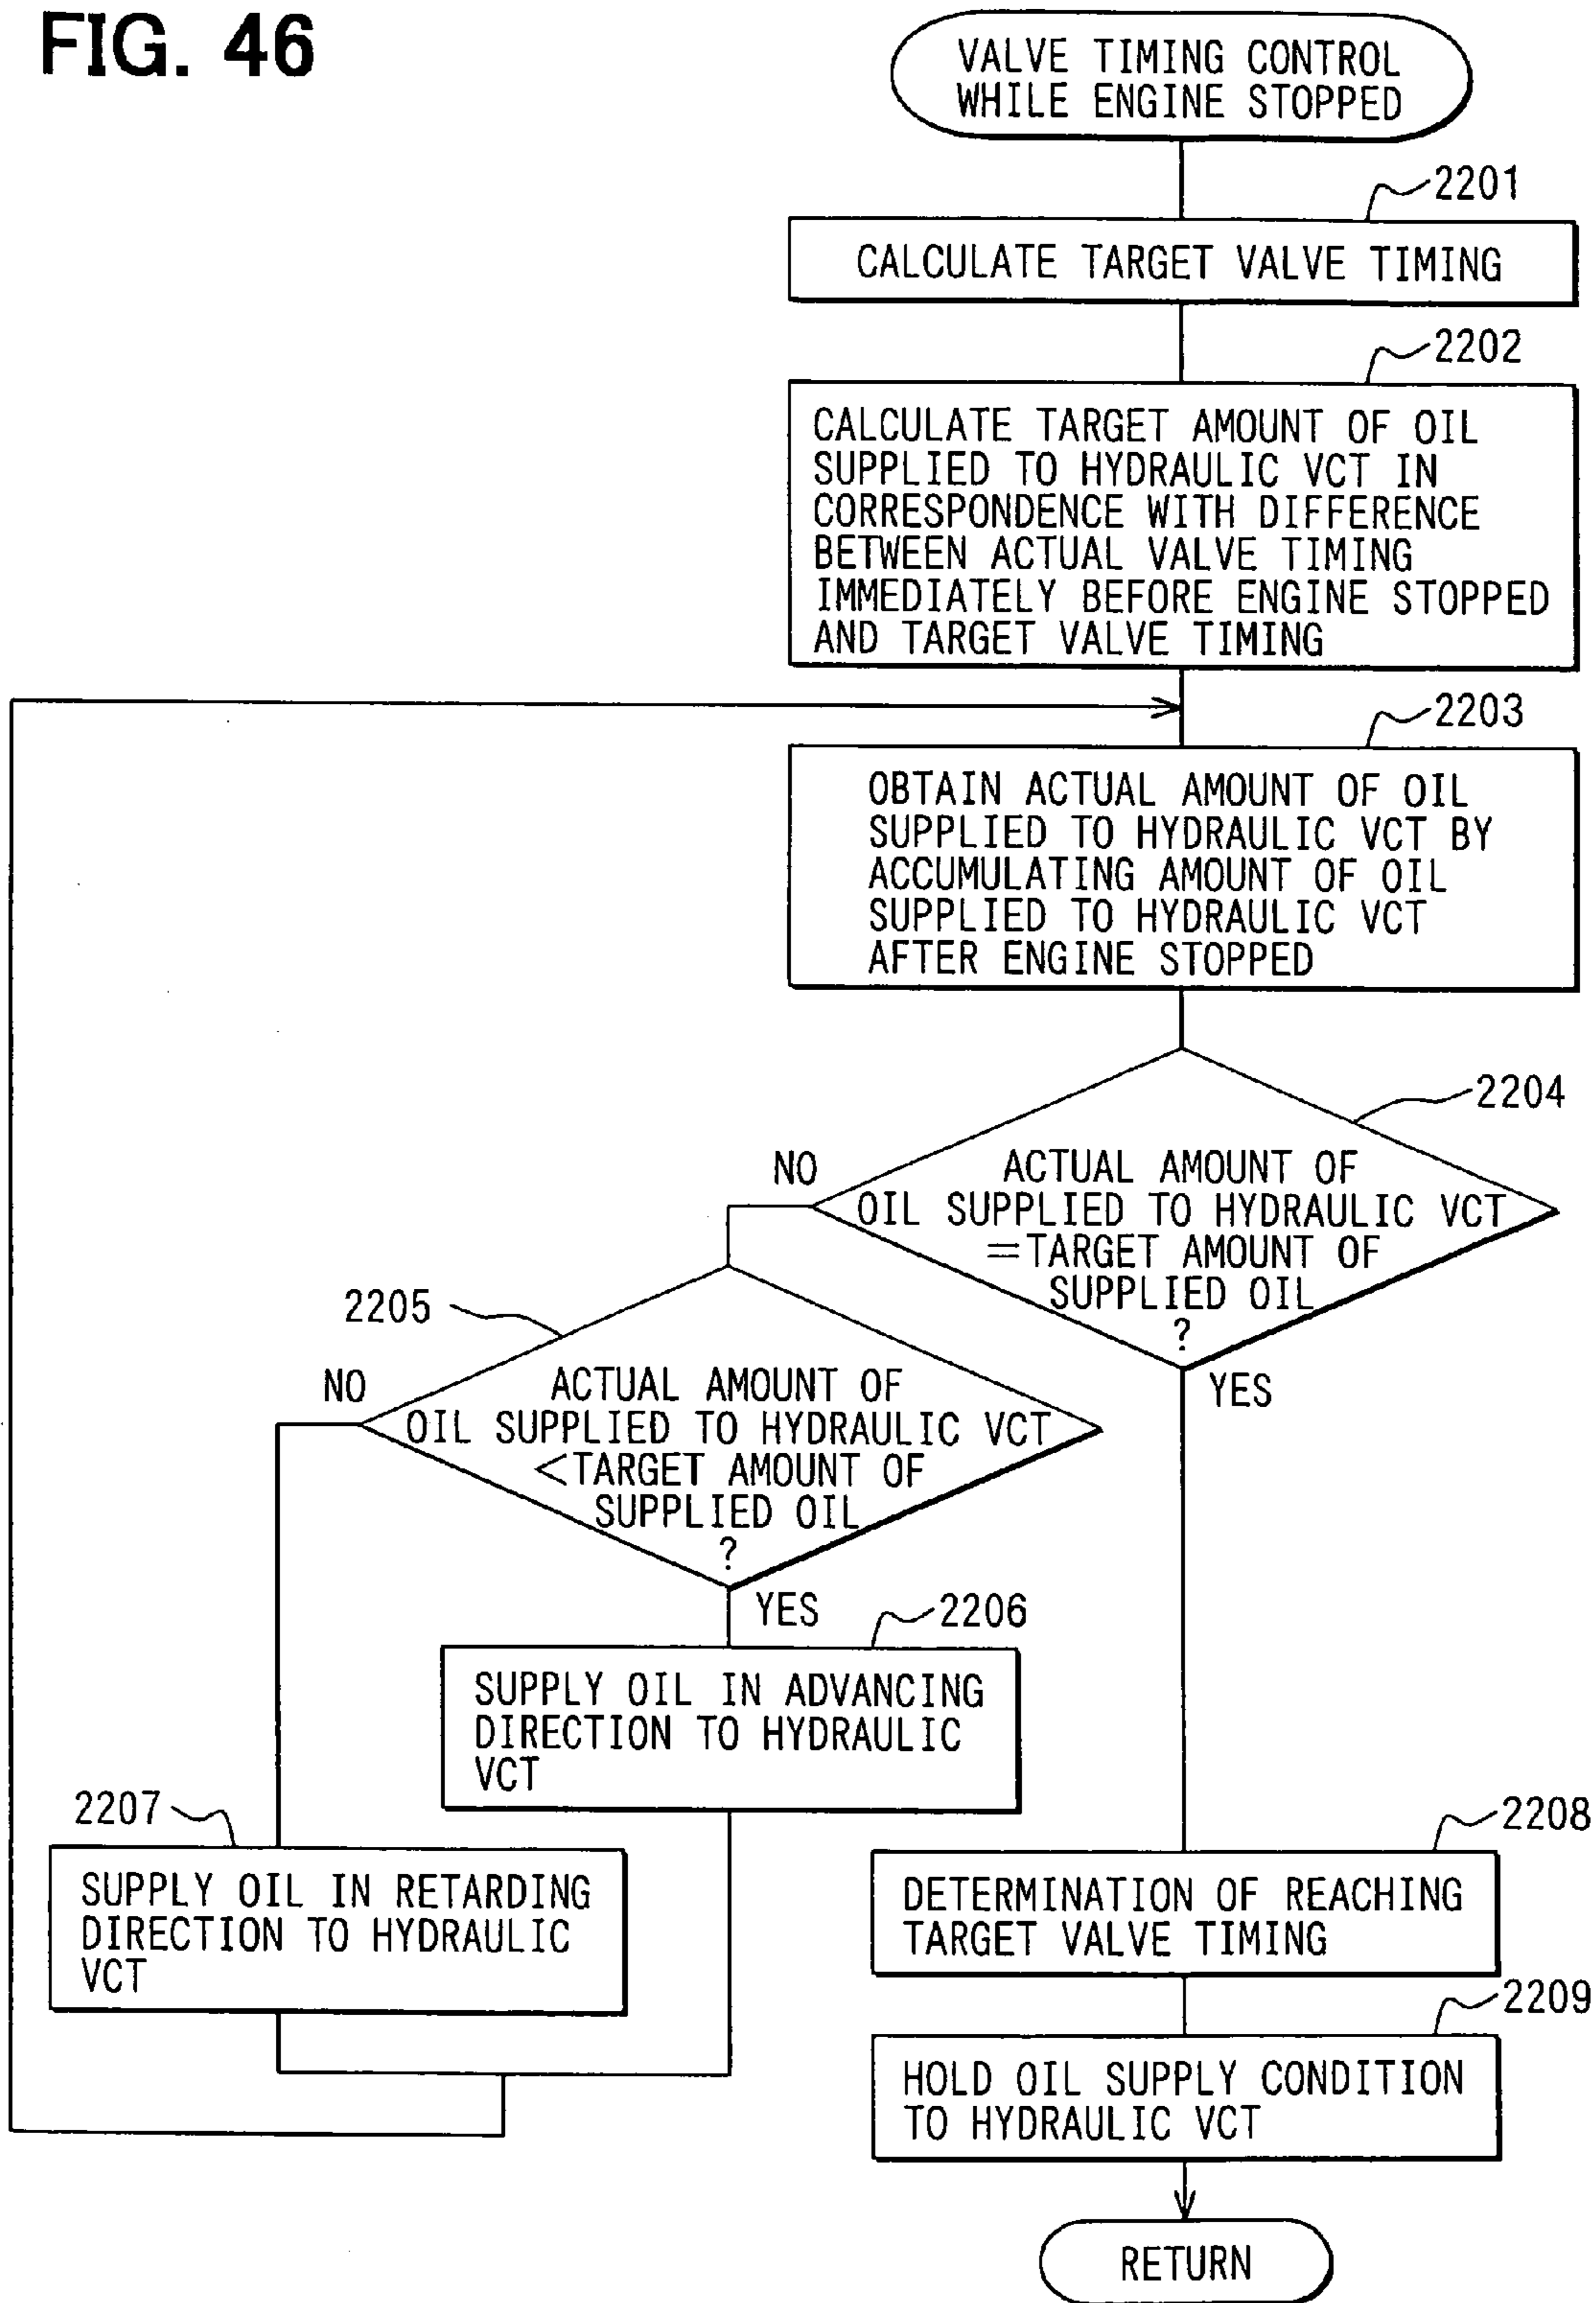 FIG. 46
VALVE TIMING CONTROL
WHILE ENGINE STOPPED
2201
CALCULATE TARGET VALVE TIMING
2202
CALCULATE TARGET AMOUNT OF OIL
SUPPLIED TO HYDRAULIC VCT IN
CORRESPONDENCE WITH DIFFERENCE
BETWEEN ACTUAL VALVE TIMING
IMMEDIATELY BEFORE ENGINE STOPPED
AND TARGET VALVE TIMING
2203
OBTAIN ACTUAL AMOUNT OF OIL
SUPPLIED TO HYDRAULIC VCT BY
ACCUMULATING AMOUNT OF OIL
SUPPLIED TO HYDRAULIC VCT
AFTER ENGINE STOPPED
2204
NO
ACTUAL AMOUNT OF
OIL SUPPLIED TO HYDRAULIC VCT
=TARGET AMOUNT OF
SUPPLIED OIL
?
YES
2205
NO
ACTUAL AMOUNT OF
OIL SUPPLIED TO HYDRAULIC VCT
<TARGET AMOUNT OF
SUPPLIED OIL
?
YES
2206
SUPPLY OIL IN ADVANCING
DIRECTION TO HYDRAULIC
VCT
2207
SUPPLY OIL IN RETARDING
DIRECTION TO HYDRAULIC
VCT
2208
DETERMINATION OF REACHING
TARGET VALVE TIMING
2209
HOLD OIL SUPPLY CONDITION
TO HYDRAULIC VCT
RETURN